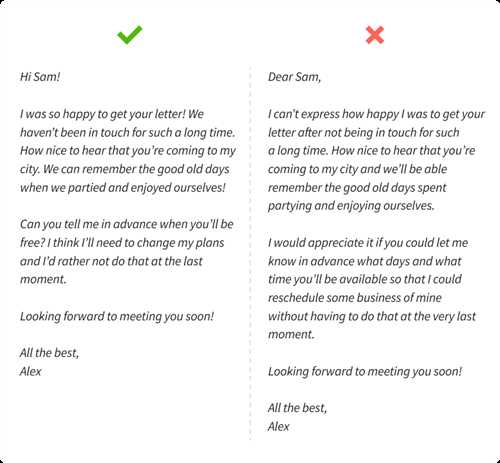 Hi Sam!
I was so happy to get your letter! We
haven't been in touch for such a long time.
How nice to hear that you're coming to my
city. We can remember the good old days
when we partied and enjoyed ourselves!
Can you tell me in advance when you'll be
free? I think I'll need to change my plans
and I'd rather not do that at the last
moment.
Looking forward to meeting you soon!
All the best,
Alex
Dear Sam,
I can't express how happy I was to get your
letter after not being in touch for such
a long time. How nice to hear that you're
coming to my city and we'll be able
remember the good old days spent
partying and enjoying ourselves.
I would appreciate it if you could let me
know in advance what days and what
time you'll be available so that I could
reschedule some business of mine
without having to do that at the very last
moment.
Looking forward to meeting you soon!
All the best,
Alex